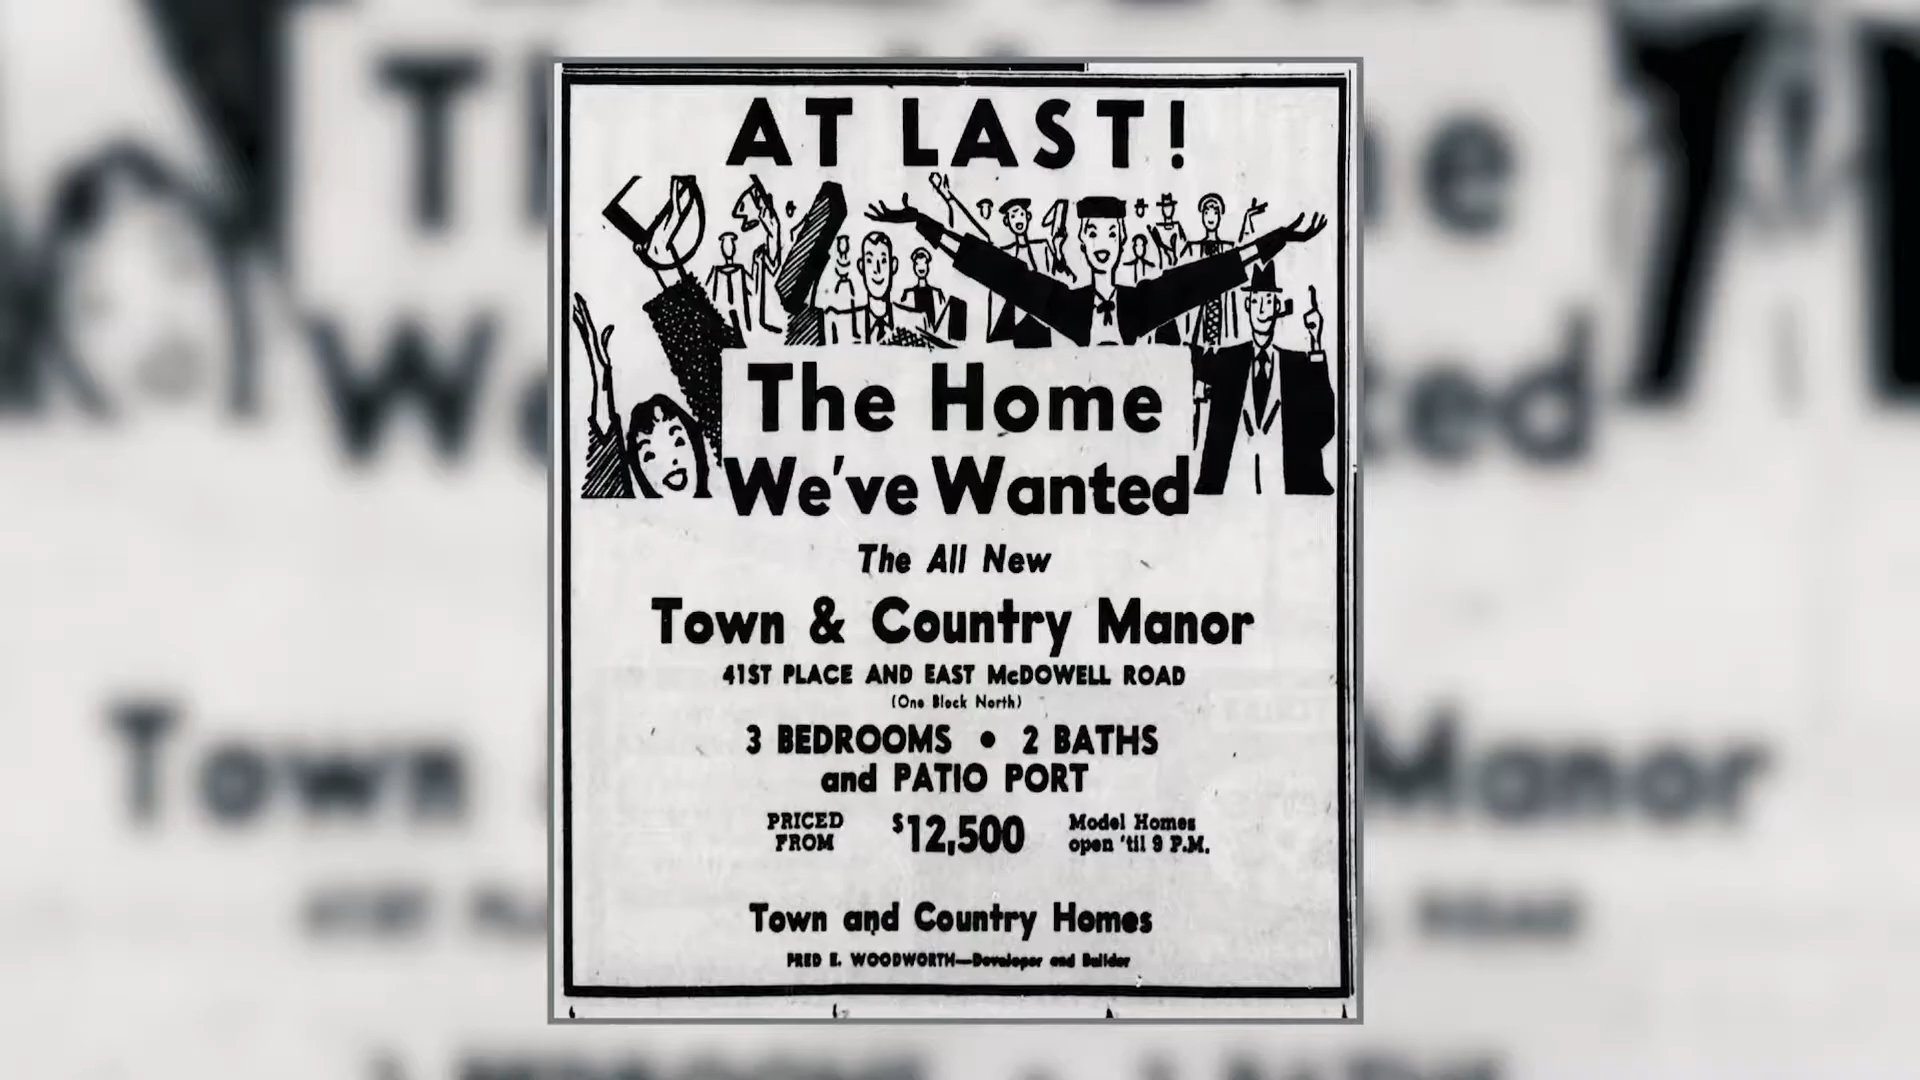 AT LAST!
The Home
We've Wanted
The All New
Town & Country Manor
41ST PLACE AND EAST McDOWELL ROAD
(One Block North)
3 BEDROOMS • 2 BATHS
and PATIO PORT
PRICED FROM
$12,500
Model Homes
open 'til 9 P.M.
Town and Country Homes
FRED E. WOODWORTH—Developer and Builder